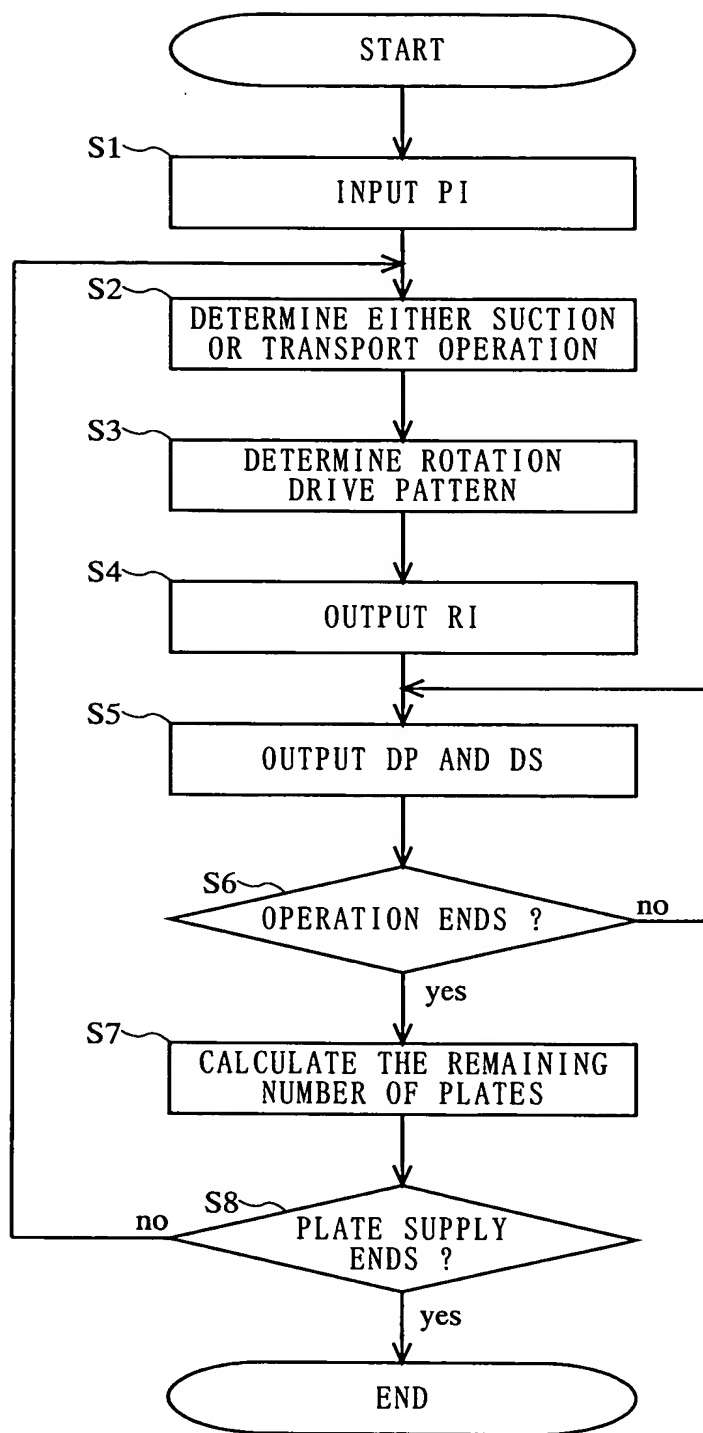 START
S1
INPUT PI
S2
DETERMINE EITHER SUCTION
OR TRANSPORT OPERATION
S3
DETERMINE ROTATION
DRIVE PATTERN
S4
OUTPUT RI
S5
OUTPUT DP AND DS
S6
OPERATION ENDS ?
no
yes
S7
CALCULATE THE REMAINING
NUMBER OF PLATES
S8
no
PLATE SUPPLY
ENDS ?
yes
END